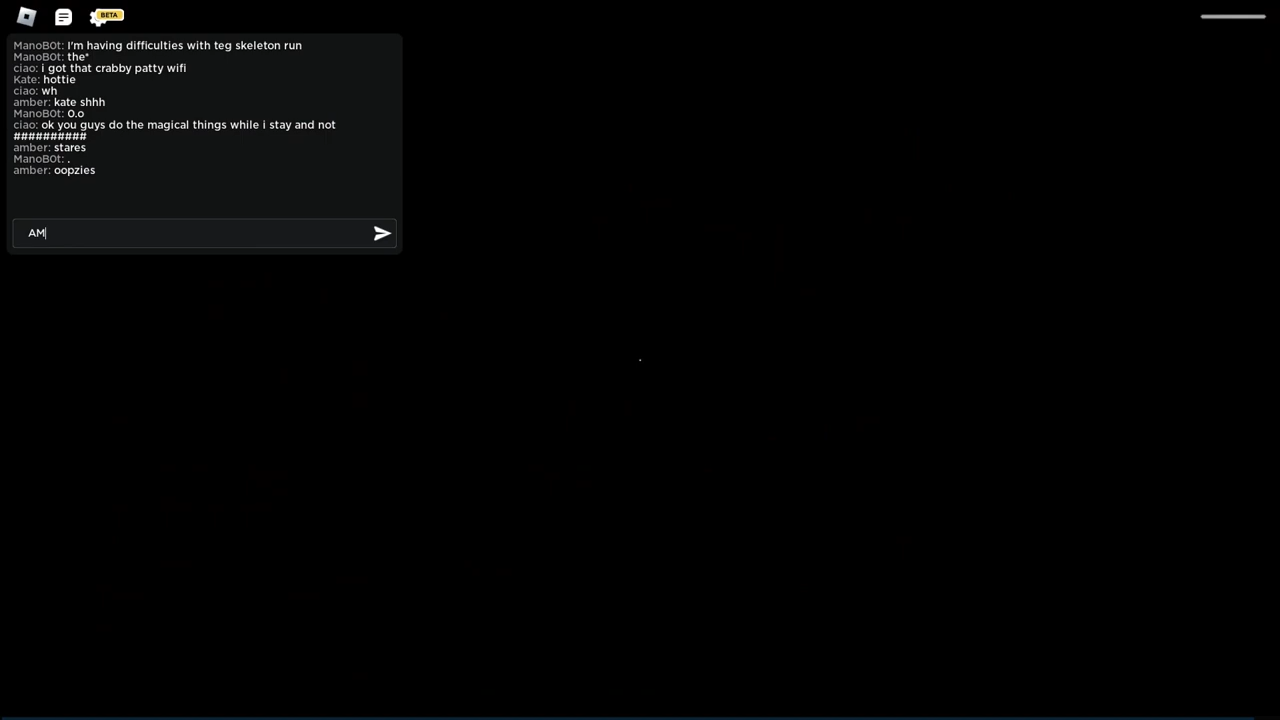 BETA
ManoB0t: I'm having difficulties with teg skeleton run
ManoB0t: the*
ciao: i got that crabby patty wifi
Kate: hottie
ciao: wh
amber: kate shhh
ManoB0t: 0.o
ciao: ok you guys do the magical things while i stay and not
##########
amber: stares
ManoB0t: .
amber: oopzies
AM